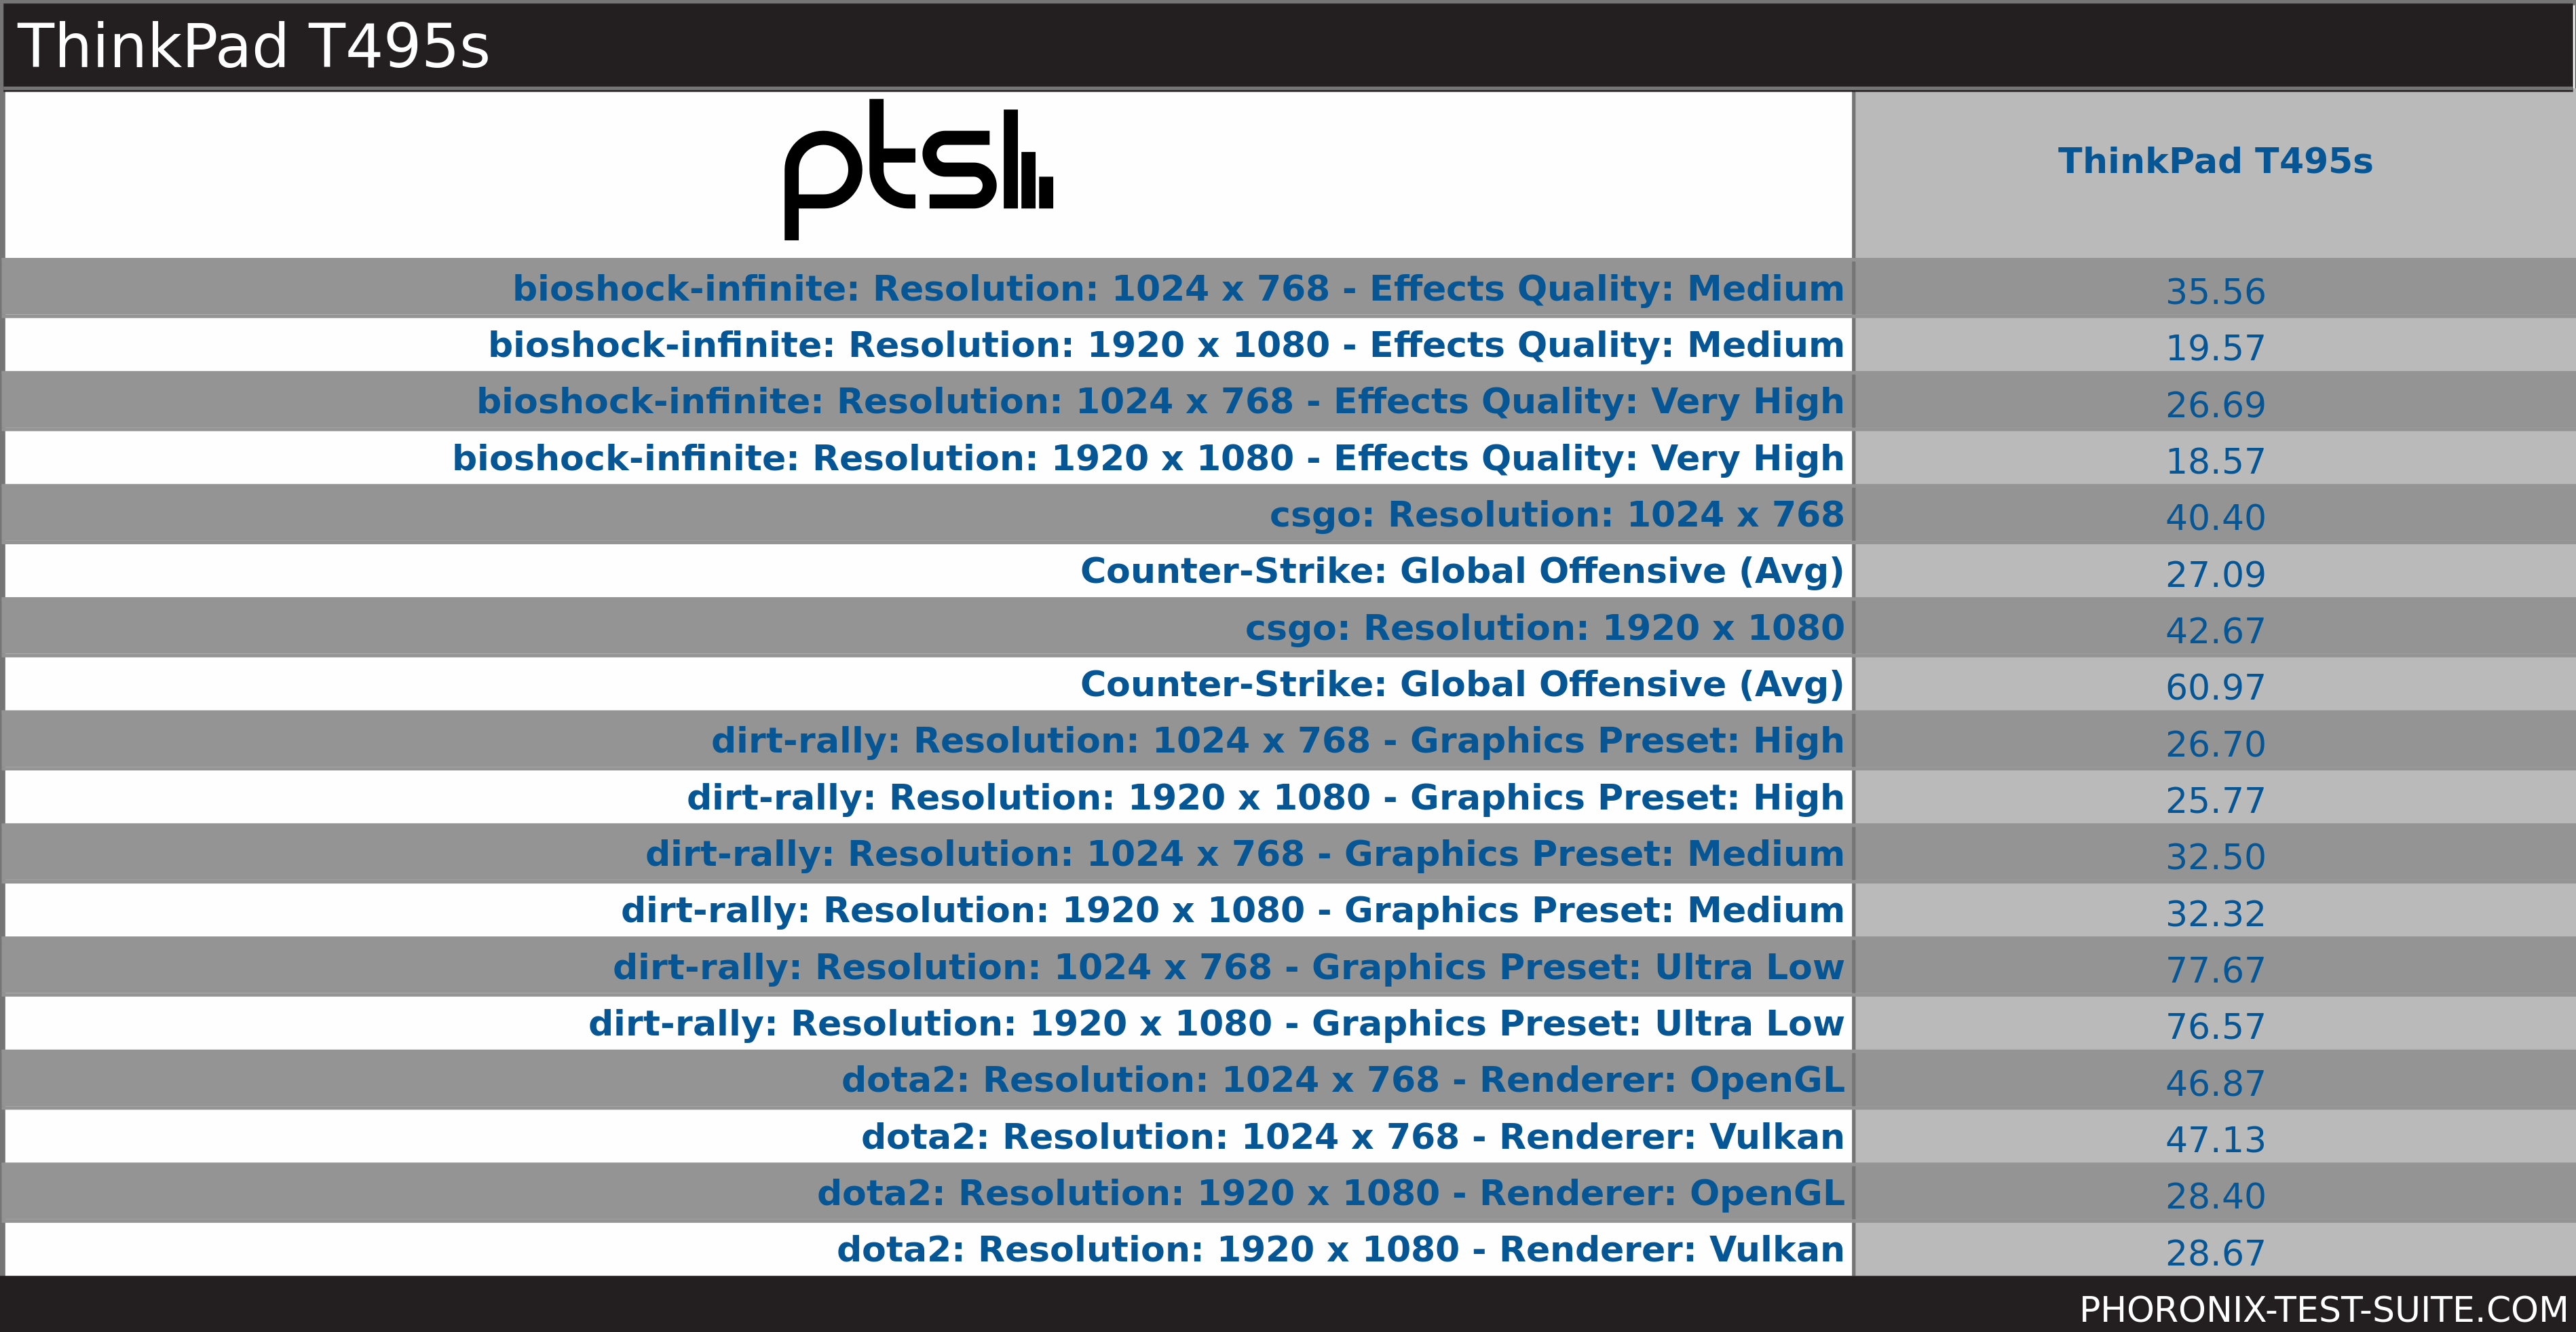 ThinkPad T495s
pts
ThinkPad T495s
bioshock-infinite: Resolution: 1024 x 768 - Effects Quality: Medium 35.56
bioshock-infinite: Resolution: 1920 x 1080 - Effects Quality: Medium 19.57
bioshock-infinite: Resolution: 1024 x 768 - Effects Quality: Very High 26.69
bioshock-infinite: Resolution: 1920 x 1080 - Effects Quality: Very High 18.57
csgo: Resolution: 1024 x 768 40.40
Counter-Strike: Global Offensive (Avg) 27.09
csgo: Resolution: 1920 x 1080 42.67
Counter-Strike: Global Offensive (Avg) 60.97
dirt-rally: Resolution: 1024 x 768 - Graphics Preset: High 26.70
dirt-rally: Resolution: 1920 x 1080 - Graphics Preset: High 25.77
dirt-rally: Resolution: 1024 x 768 - Graphics Preset: Medium 32.50
dirt-rally: Resolution: 1920 x 1080 - Graphics Preset: Medium 32.32
dirt-rally: Resolution: 1024 x 768 - Graphics Preset: Ultra Low 77.67
dirt-rally: Resolution: 1920 x 1080 - Graphics Preset: Ultra Low 76.57
dota2: Resolution: 1024 x 768 - Renderer: OpenGL 46.87
dota2: Resolution: 1024 x 768 - Renderer: Vulkan 47.13
dota2: Resolution: 1920 x 1080 - Renderer: OpenGL 28.40
dota2: Resolution: 1920 x 1080 - Renderer: Vulkan 28.67
PHORONIX-TEST-SUITE.COM